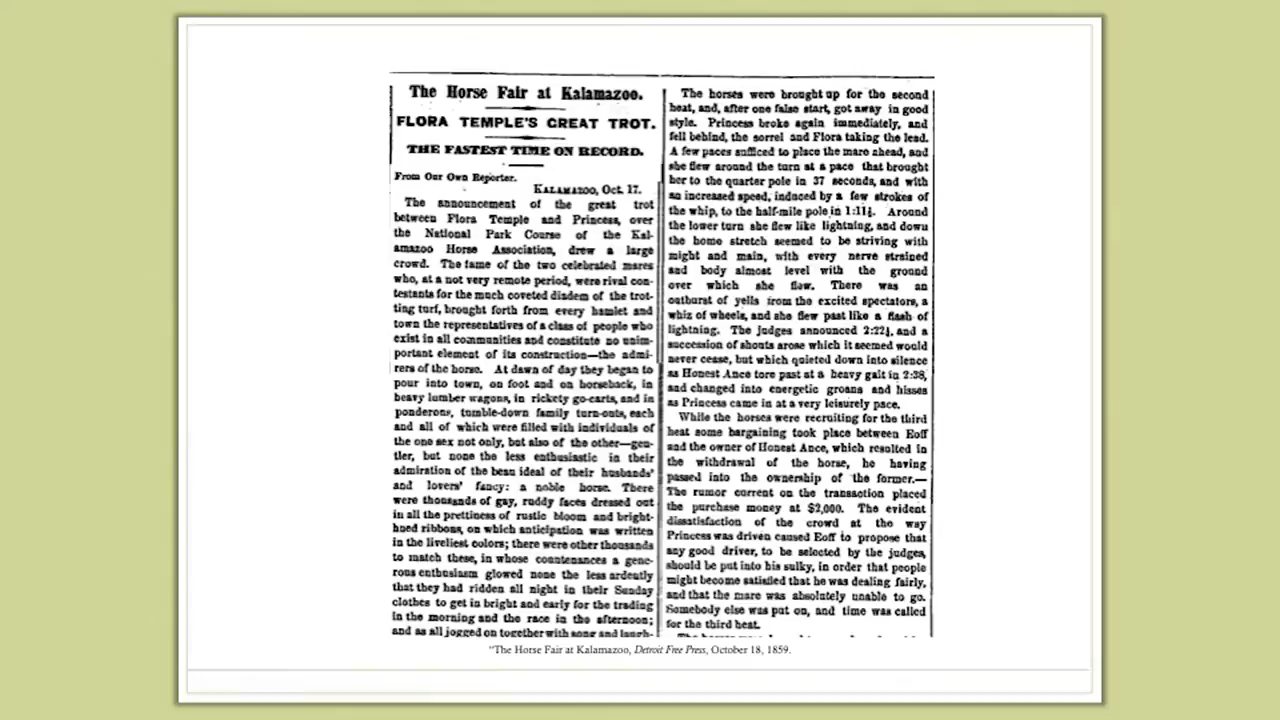 The Horse Fair at Kalamazoo.
FLORA TEMPLE'S GREAT TROT.
THE FASTEST TIME ON RECORD.
From Our Own Reporter.
KALAMAZOO, Oct. 17.
The announcement of the great trot
between Flora Temple and Princess, over
the National Park Course of the Kal-
amazoo Horse Association, drew a large
crowd. The fame of the two celebrated mares
who, at a not very remote period, were rival con-
testants for the much coveted diadem of the trot-
ting turf, brought forth from every hamlet and
town the representatives of a class of people who
exist in all communities and constitute no unim-
portant element of its construction—the admi-
rers of the horse. At dawn of day they began to
pour into town, on foot and on horseback, in
heavy lumber wagons, in rickety go-carts, and in
ponderous, tumble-down family turn-outs, each
and all of which were filled with individuals of
the one sex not only, but also of the other—gen-
tler, but none the less enthusiastic in their
admiration of the beau ideal of their husbands'
and lovers' fancy: a noble horse. There
were thousands of gay, ruddy faces dressed out
in all the prettiness of rustic bloom and bright-
hued ribbons, on which anticipation was written
in the liveliest colors; there were other thousands
to match these, in whose countenances a gene-
rous enthusiasm glowed none the less ardently
that they had ridden all night in their Sunday
clothes to get in bright and early for the trading
in the morning and the race in the afternoon;
and as all jogged on together with song and laugh-
The horses were brought up for the second
heat, and, after one false start, got away in good
style. Princess broke again immediately, and
fell behind, the sorrel and Flora taking the lead.
A few paces sufficed to place the mare ahead, and
she flew around the turn at a pace that brought
her to the quarter pole in 37 seconds, and with
an increased speed, induced by a few strokes of
the whip, to the half-mile pole in 1:11½. Around
the lower turn she flew like lightning, and down
the home stretch seemed to be striving with
might and main, with every nerve strained
and body almost level with the ground
over which she flew. There was an
outburst of yells from the excited spectators, a
whiz of wheels, and she flew past like a flash of
lightning. The judges announced 2:22½, and a
succession of shouts arose which it seemed would
never cease, but which quieted down into silence
as Honest Ance tore past at a heavy gait in 2:38,
and changed into energetic groans and hisses
as Princess came in at a very leisurely pace.
While the horses were recruiting for the third
heat some bargaining took place between Eoff
and the owner of Honest Ance, which resulted in
the withdrawal of the horse, he having
passed into the ownership of the former.—
The rumor current on the transaction placed
the purchase money at $2,000. The evident
dissatisfaction of the crowd at the way
Princess was driven caused Eoff to propose that
any good driver, to be selected by the judges,
should be put into his sulky, in order that people
might become satisfied that he was dealing fairly,
and that the mare was absolutely unable to go.
Somebody else was put on, and time was called
for the third heat.
"The Horse Fair at Kalamazoo, Detroit Free Press, October 18, 1859.